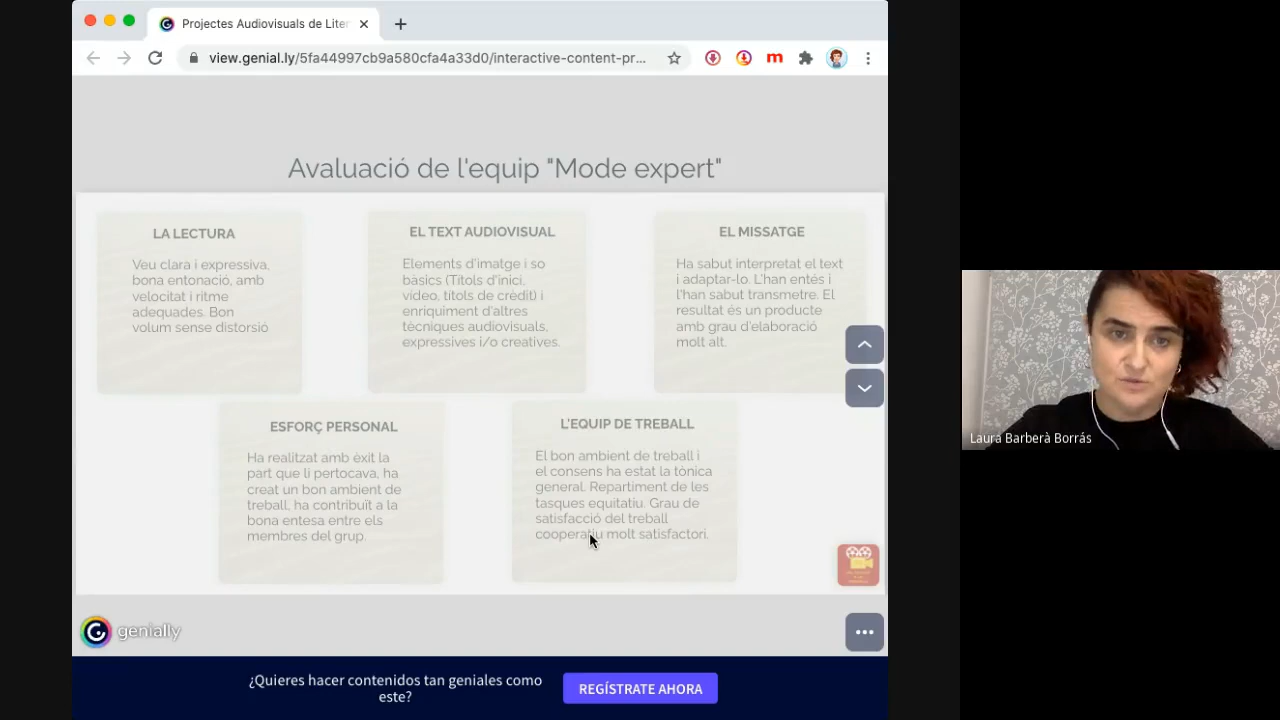 Projectes Audiovisuals de Liter
view.genial.ly/5fa44997cb9a580cfa4a33d0/interactive-content-pr...
Avaluació de l'equip "Mode expert"
LA LECTURA
Veu clara i expressiva,
bona entonació, amb
velocitat i ritme
adequades. Bon
volum sense distorsió
EL TEXT AUDIOVISUAL
Elements d'imatge i so
bàsics (Títols d'inici,
vídeo, títols de crèdit) i
enriquiment d'altres
tècniques audiovisuals,
expressives i/o creatives.
EL MISSATGE
Ha sabut interpretat el text
i adaptar-lo. L'han entés i
l'han sabut transmetre. El
resultat és un producte
amb grau d'elaboració
molt alt.
ESFORÇ PERSONAL
Ha realitzat amb èxit la
part que li pertocava, ha
creat un bon ambient de
treball, ha contribuït a la
bona entesa entre els
membres del grup.
L'EQUIP DE TREBALL
El bon ambient de treball i
el consens ha estat la tònica
general. Repartiment de les
tasques equitatiu. Grau de
satisfacció del treball
cooperatiu molt satisfactori.
Laura Barberà Borrás
genially
¿Quieres hacer contenidos tan geniales como
este?
REGÍSTRATE AHORA